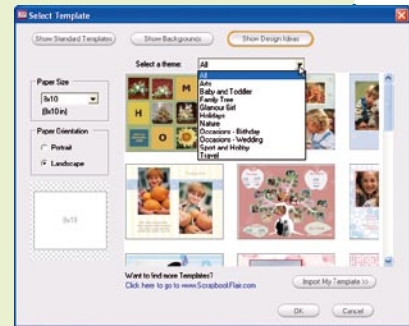 Select Template
Show Standard Templates
Show Backgrounds
Show Design Ideas
Select a theme:
All
Paper Size
8x10
(8x10 in)
Paper Orientation
Portrait
Landscape
8x10
All
Arts
Baby and Toddler
Family Tree
Glamour Girl
Holidays
Nature
Occasions - Birthday
Occasions - Wedding
Sport and Hobby
Travel
M
H
O
Want to find more Templates?
Click here to go to www.ScrapbookFlair.com
Import My Template >>
OK
Cancel